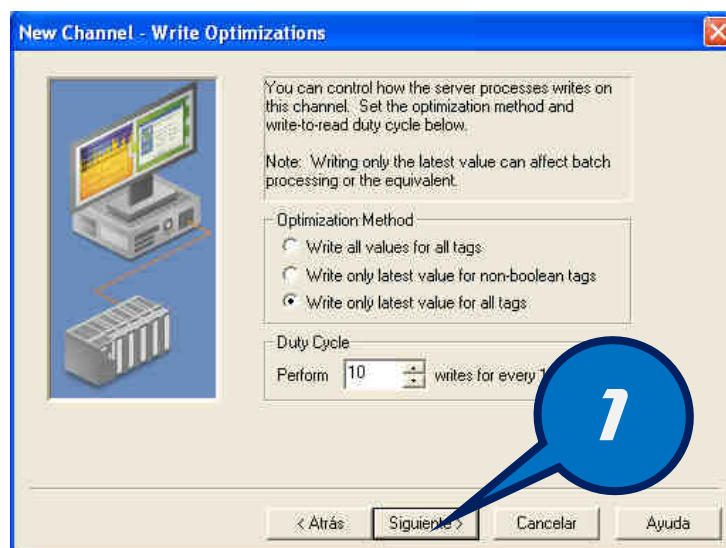 New Channel - Write Optimizations
You can control how the server processes writes on
this channel. Set the optimization method and
write-to-read duty cycle below.
Note: Writing only the latest value can affect batch
processing or the equivalent.
Optimization Method
Write all values for all tags
Write only latest value for non-boolean tags
Write only latest value for all tags
Duty Cycle
Perform 10 writes for every
< Atrás
Siguiente >
Cancelar
Ayuda